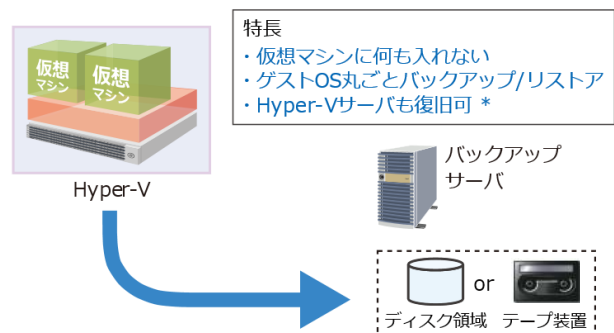 特長
・仮想マシンに何も入れない
・ゲストOS丸ごとバックアップ/リストア
・Hyper-Vサーバも復旧可 *
仮想
マシン
仮想
マシン
Hyper-V
バックアップ
サーバ
or
ディスク領域
テープ装置